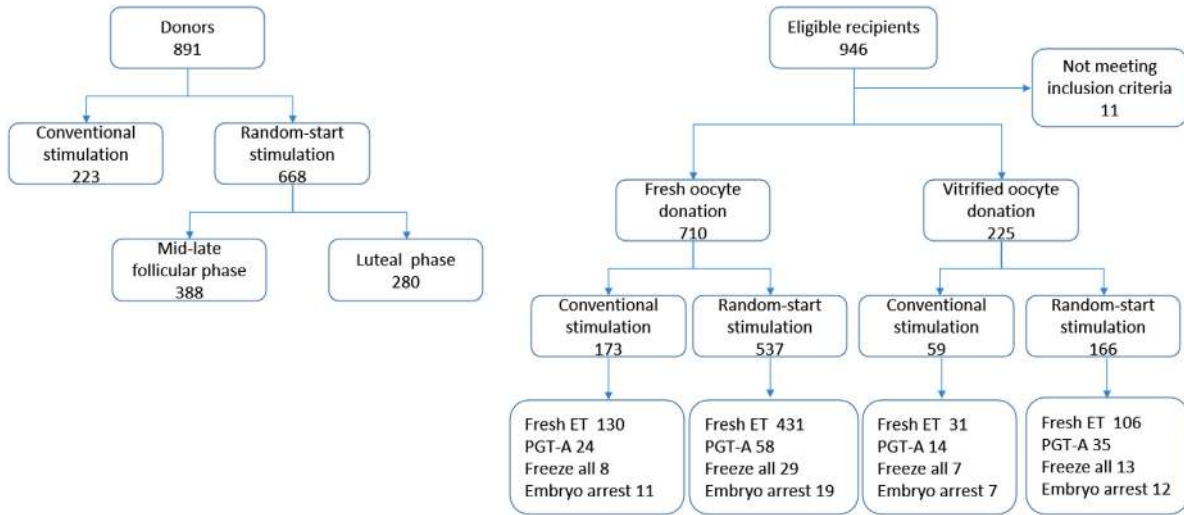 Donors
891
Conventional
stimulation
223
Random-start
stimulation
668
Mid-late
follicular phase
388
Luteal phase
280
Eligible recipients
946
Not meeting
inclusion criteria
11
Fresh oocyte
donation
710
Vitrified oocyte
donation
225
Conventional
stimulation
173
Random-start
stimulation
537
Conventional
stimulation
59
Random-start
stimulation
166
Fresh ET 130
PGT-A 24
Freeze all 8
Embryo arrest 11
Fresh ET 431
PGT-A 58
Freeze all 29
Embryo arrest 19
Fresh ET 31
PGT-A 14
Freeze all 7
Embryo arrest 7
Fresh ET 106
PGT-A 35
Freeze all 13
Embryo arrest 12